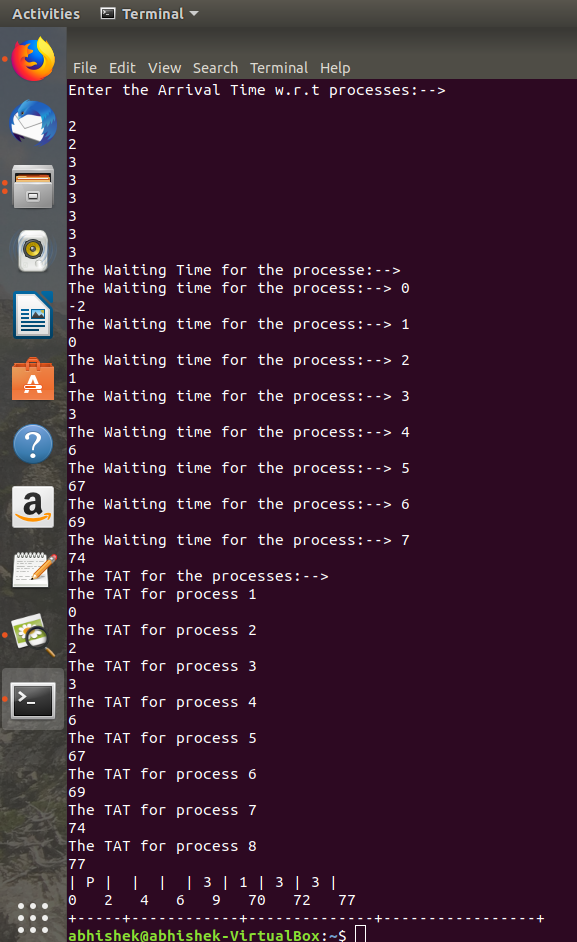 Activities Terminal
File Edit View Search Terminal Help
Enter the Arrival Time w.r.t processes:-->
2
2
3
3
3
3
3
3
The Waiting Time for the processe:-->
The Waiting time for the process:--> 0
-2
The Waiting time for the process:--> 1
0
The Waiting time for the process:--> 2
1
The Waiting time for the process:--> 3
3
The Waiting time for the process:--> 4
6
The Waiting time for the process:--> 5
67
The Waiting time for the process:--> 6
69
The Waiting time for the process:--> 7
74
The TAT for the processes:-->
The TAT for process 1
0
The TAT for process 2
2
The TAT for process 3
3
The TAT for process 4
6
The TAT for process 5
67
The TAT for process 6
69
The TAT for process 7
74
The TAT for process 8
77
| P |  |  |  | 3 | 1 | 3 | 3 |
0   2   4   6   9   70   72   77
+-----+------------+--------------+-----------------+
abhishek@abhishek-VirtualBox:~$